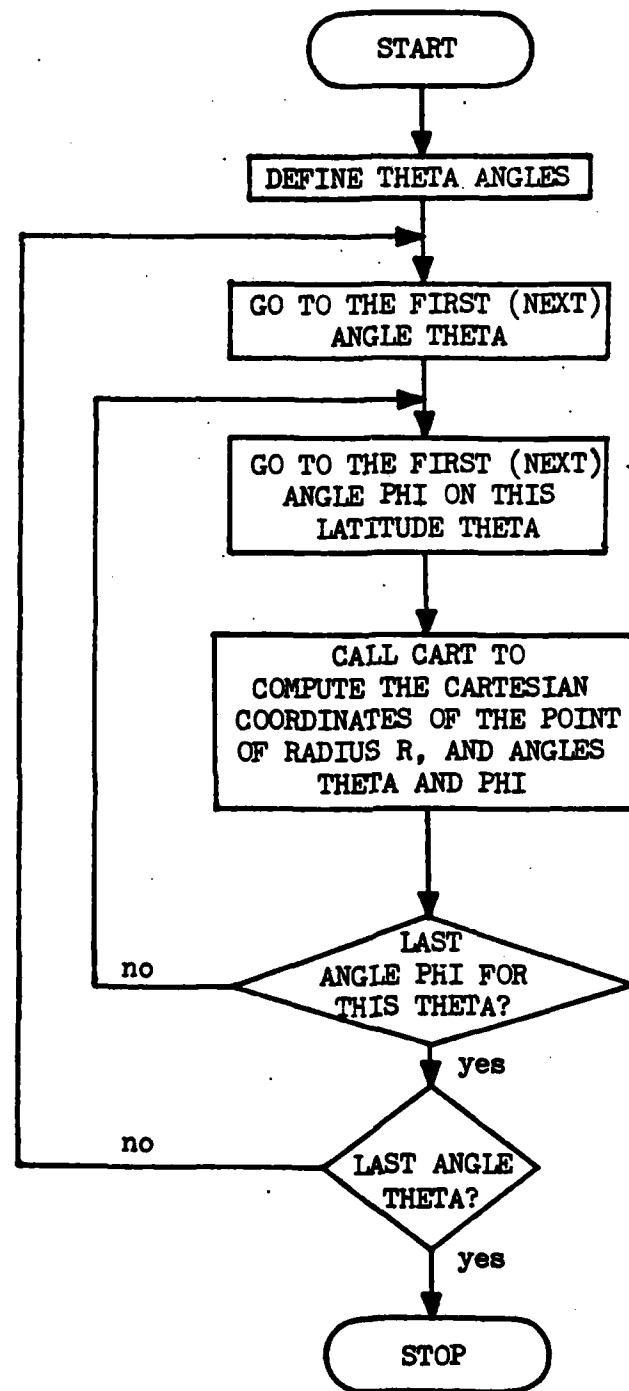 START
DEFINE THETA ANGLES
GO TO THE FIRST (NEXT)
ANGLE THETA
GO TO THE FIRST (NEXT)
ANGLE PHI ON THIS
LATITUDE THETA
CALL CART TO
COMPUTE THE CARTESIAN
COORDINATES OF THE POINT
OF RADIUS R, AND ANGLES
THETA AND PHI
LAST
ANGLE PHI FOR
THIS THETA?
no
yes
LAST ANGLE
THETA?
no
yes
STOP